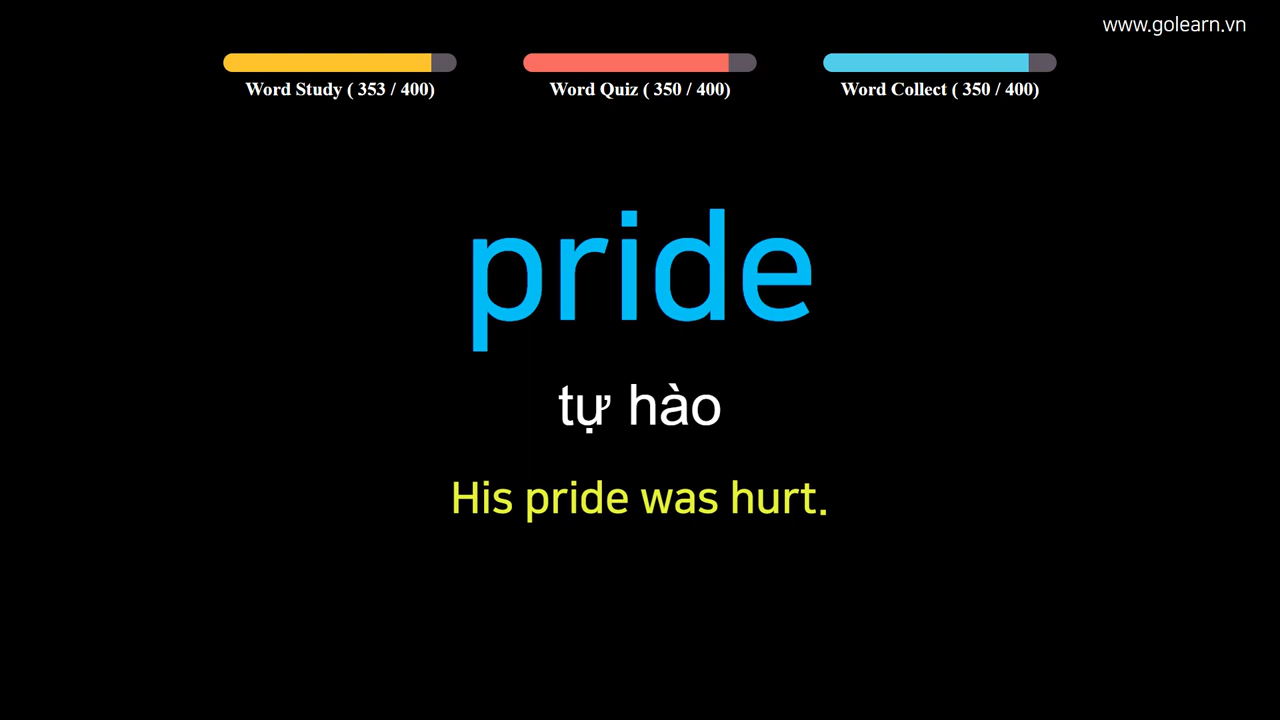 www.golearn.vn
Word Study ( 353 / 400)
Word Quiz ( 350 / 400)
Word Collect ( 350 / 400)
pride
tự hào
His pride was hurt.